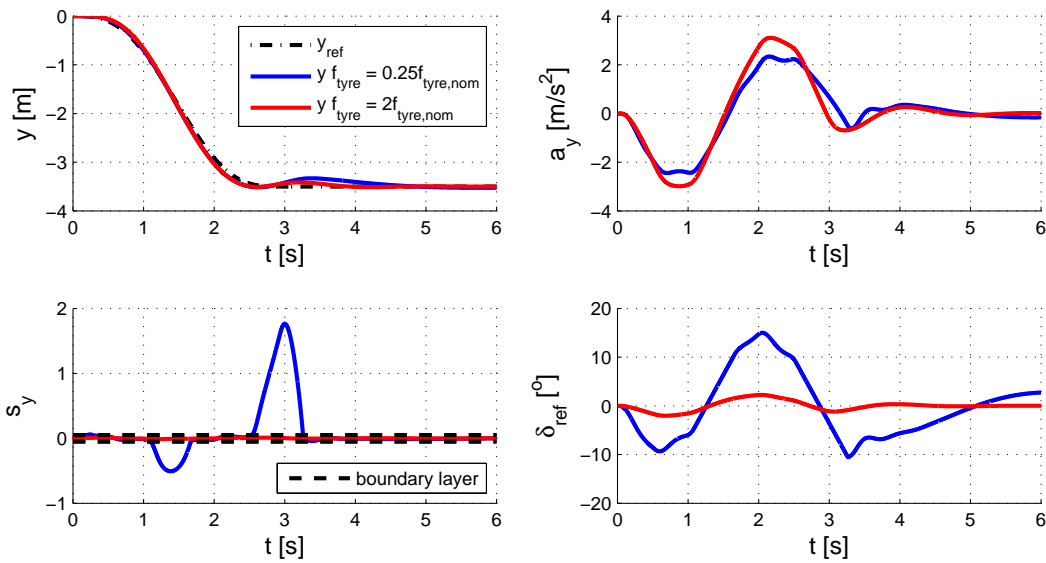 0
−1
−2
−3
−4
0 1 2 3 4 5 6
y [m]
t [s]
y_ref
y f_tyre = 0.25f_tyre,nom
y f_tyre = 2f_tyre,nom
4
2
0
−2
−4
0 1 2 3 4 5 6
a_y [m/s^2]
t [s]
2
1
0
−1
0 1 2 3 4 5 6
s_y
t [s]
boundary layer
20
10
0
−10
−20
0 1 2 3 4 5 6
δ_ref [°]
t [s]